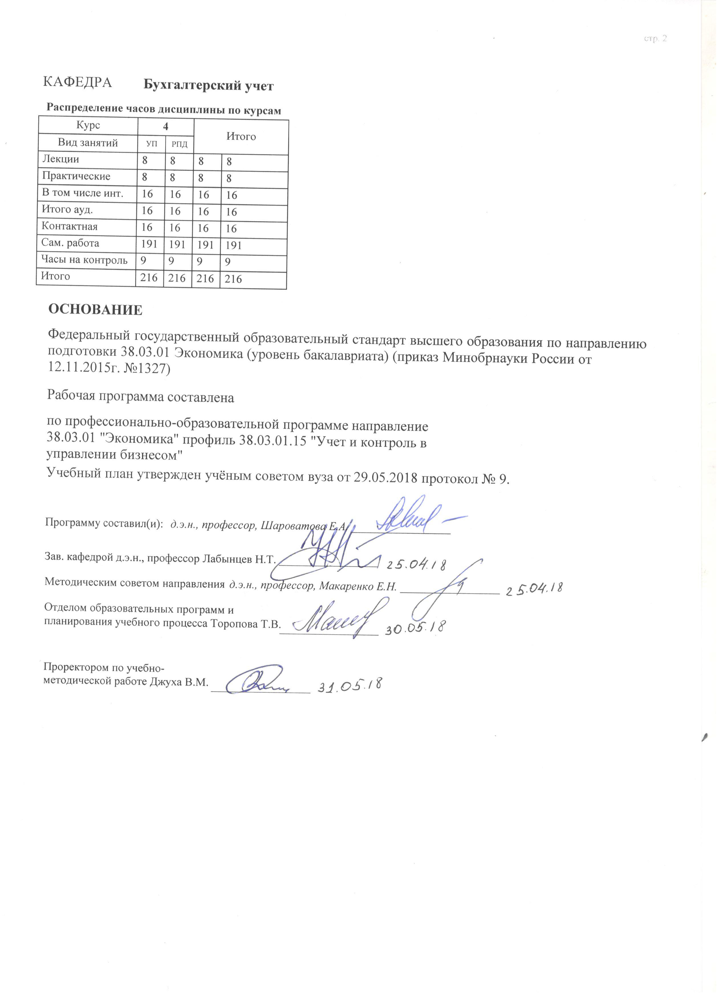 стр. 2
КАФЕДРА Бухгалтерский учет
Распределение часов дисциплины по курсам
Курс 4 Итого
Вид занятий УП РПД
Лекции 8 8 8 8
Практические 8 8 8 8
В том числе инт. 16 16 16 16
Итого ауд. 16 16 16 16
Контактная 16 16 16 16
Сам. работа 191 191 191 191
Часы на контроль 9 9 9 9
Итого 216 216 216 216
ОСНОВАНИЕ
Федеральный государственный образовательный стандарт высшего образования по направлению
подготовки 38.03.01 Экономика (уровень бакалавриата) (приказ Минобрнауки России от
12.11.2015г. №1327)
Рабочая программа составлена
по профессионально-образовательной программе направление
38.03.01 "Экономика" профиль 38.03.01.15 "Учет и контроль в
управлении бизнесом"
Учебный план утвержден учёным советом вуза от 29.05.2018 протокол № 9.
Программу составил(и): д.э.н., профессор, Шароватова Е.А.
Зав. кафедрой д.э.н., профессор Лабынцев Н.Т. 25.04.18
Методическим советом направления д.э.н., профессор, Макаренко Е.Н. 25.04.18
Отделом образовательных программ и
планирования учебного процесса Торопова Т.В. 30.05.18
Проректором по учебно-
методической работе Джуха В.М. 31.05.18